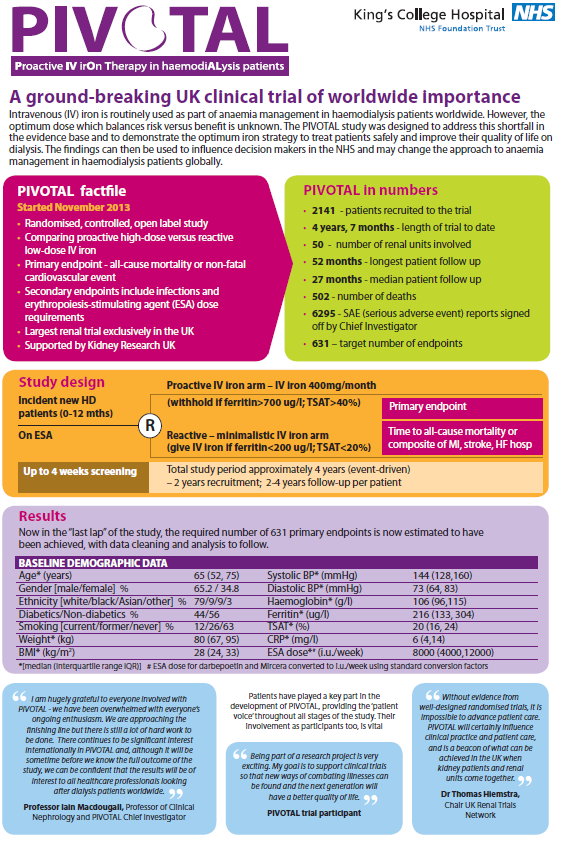 PIVOTAL
Proactive IV irOn Therapy in haemodiALysis patients
King's College Hospital NHS
NHS Foundation Trust
A ground-breaking UK clinical trial of worldwide importance
Intravenous (IV) iron is routinely used as part of anaemia management in haemodialysis patients worldwide. However, the
optimum dose which balances risk versus benefit is unknown. The PIVOTAL study was designed to address this shortfall in
the evidence base and to demonstrate the optimum iron strategy to treat patients safely and improve their quality of life on
dialysis. The findings can then be used to influence decision makers in the NHS and may change the approach to anaemia
management in haemodialysis patients globally.
PIVOTAL factfile
Started November 2013
• Randomised, controlled, open label study
• Comparing proactive high-dose versus reactive
low-dose IV iron
• Primary endpoint - all-cause mortality or non-fatal
cardiovascular event
• Secondary endpoints include infections and
erythropoiesis-stimulating agent (ESA) dose
requirements
• Largest renal trial exclusively in the UK
• Supported by Kidney Research UK
PIVOTAL in numbers
• 2141 - patients recruited to the trial
• 4 years, 7 months - length of trial to date
• 50 - number of renal units involved
• 52 months - longest patient follow up
• 27 months - median patient follow up
• 502 - number of deaths
• 6295 - SAE (serious adverse event) reports signed
off by Chief Investigator
• 631 – target number of endpoints
Study design
Incident new HD
patients (0-12 mths)
On ESA
R
Proactive IV iron arm – IV iron 400mg/month
(withhold if ferritin>700 ug/l; TSAT>40%)
Reactive – minimalistic IV iron arm
(give IV iron if ferritin<200 ug/l; TSAT<20%)
Primary endpoint
Time to all-cause mortality or
composite of MI, stroke, HF hosp
Up to 4 weeks screening
Total study period approximately 4 years (event-driven)
– 2 years recruitment; 2-4 years follow-up per patient
Results
Now in the "last lap" of the study, the required number of 631 primary endpoints is now estimated to have
been achieved, with data cleaning and analysis to follow.
BASELINE DEMOGRAPHIC DATA
Age* (years) 65 (52, 75) Systolic BP* (mmHg) 144 (128,160)
Gender [male/female] % 65.2 / 34.8 Diastolic BP* (mmHg) 73 (64, 83)
Ethnicity [white/black/Asian/other] % 79/9/9/3 Haemoglobin* (g/l) 106 (96,115)
Diabetics/Non-diabetics % 44/56 Ferritin* (ug/l) 216 (133, 304)
Smoking [current/former/never] % 12/26/63 TSAT* (%) 20 (16, 24)
Weight* (kg) 80 (67, 95) CRP* (mg/l) 6 (4,14)
BMI* (kg/m²) 28 (24, 33) ESA dose*# (i.u./week) 8000 (4000,12000)
*[median (interquartile range IQR)] # ESA dose for darbepoetin and Mircera converted to i.u./week using standard conversion factors
“ I am hugely grateful to everyone involved with
PIVOTAL - we have been overwhelmed with everyone's
ongoing enthusiasm. We are approaching the
finishing line but there is still a lot of hard work to
be done. There continues to be significant interest
internationally in PIVOTAL and, although it will be
sometime before we know the full outcome of the
study, we can be confident that the results will be of
interest to all healthcare professionals looking
after dialysis patients worldwide. ”
Professor Iain Macdougall, Professor of Clinical
Nephrology and PIVOTAL Chief Investigator
Patients have played a key part in the
development of PIVOTAL, providing the 'patient
voice' throughout all stages of the study. Their
involvement as participants too, is vital
“ Being part of a research project is very
exciting. My goal is to support clinical trials
so that new ways of combating illnesses can
be found and the next generation will
have a better quality of life. ”
PIVOTAL trial participant
“ Without evidence from
well-designed randomised trials, it is
impossible to advance patient care.
PIVOTAL will certainly influence
clinical practice and patient care,
and is a beacon of what can be
achieved in the UK when
kidney patients and renal
units come together. ”
Dr Thomas Hiemstra,
Chair UK Renal Trials
Network